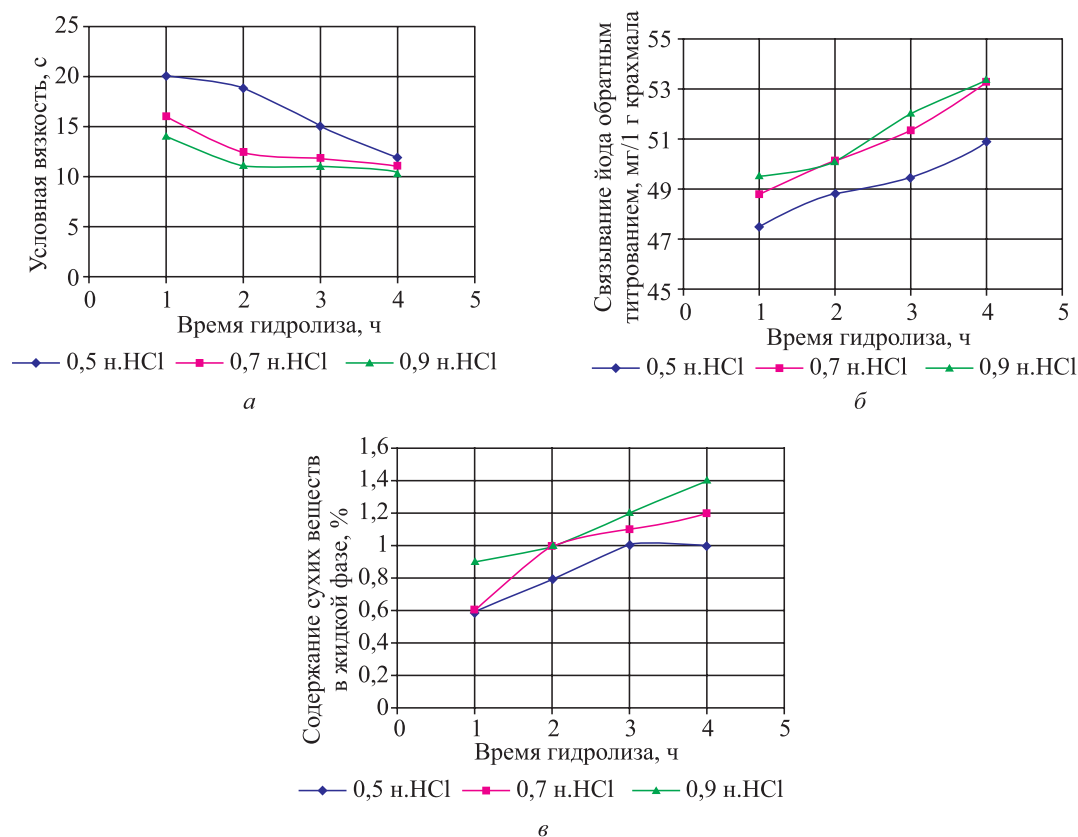 Условная вязкость, с
25
20
15
10
5
0
0 1 2 3 4 5
Время гидролиза, ч
0,5 н.HCl 0,7 н.HCl 0,9 н.HCl
а
Связывание йода обратным
титрованием, мг/1 г крахмала
55
53
51
49
47
45
0 1 2 3 4 5
Время гидролиза, ч
0,5 н.HCl 0,7 н.HCl 0,9 н.HCl
б
Содержание сухих веществ
в жидкой фазе, %
1,6
1,4
1,2
1
0,8
0,6
0,4
0,2
0
0 1 2 3 4 5
Время гидролиза, ч
0,5 н.HCl 0,7 н.HCl 0,9 н.HCl
в